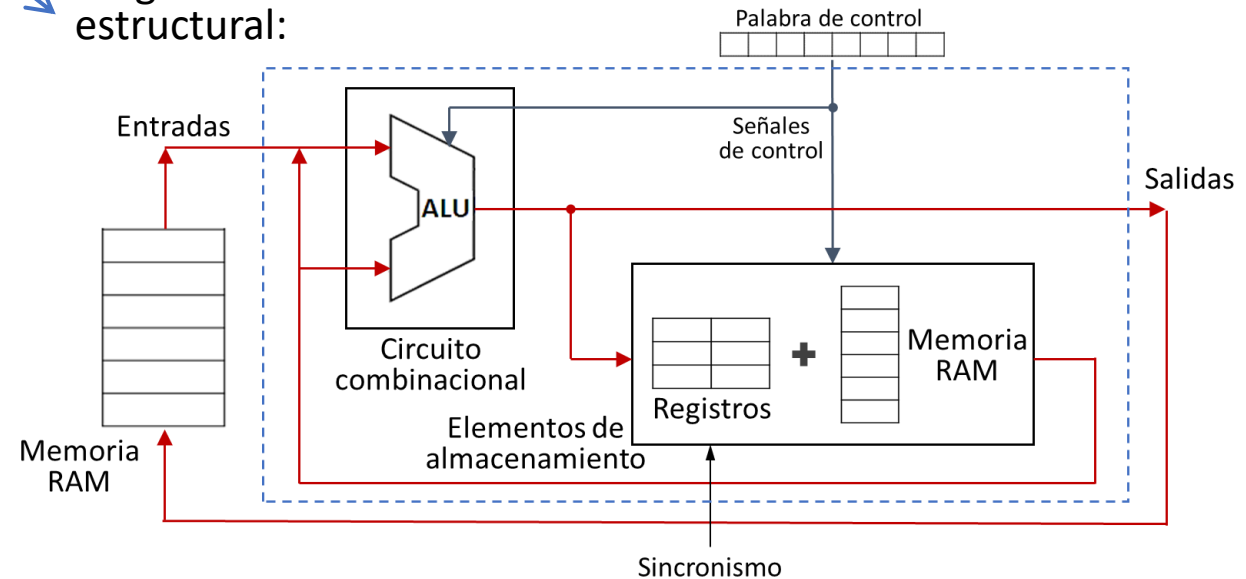 estructural:
Palabra de control
Entradas
Señales
de control
Salidas
ALU
Circuito
combinacional
Memoria
RAM
Registros
Elementos de
almacenamiento
Memoria
RAM
Sincronismo